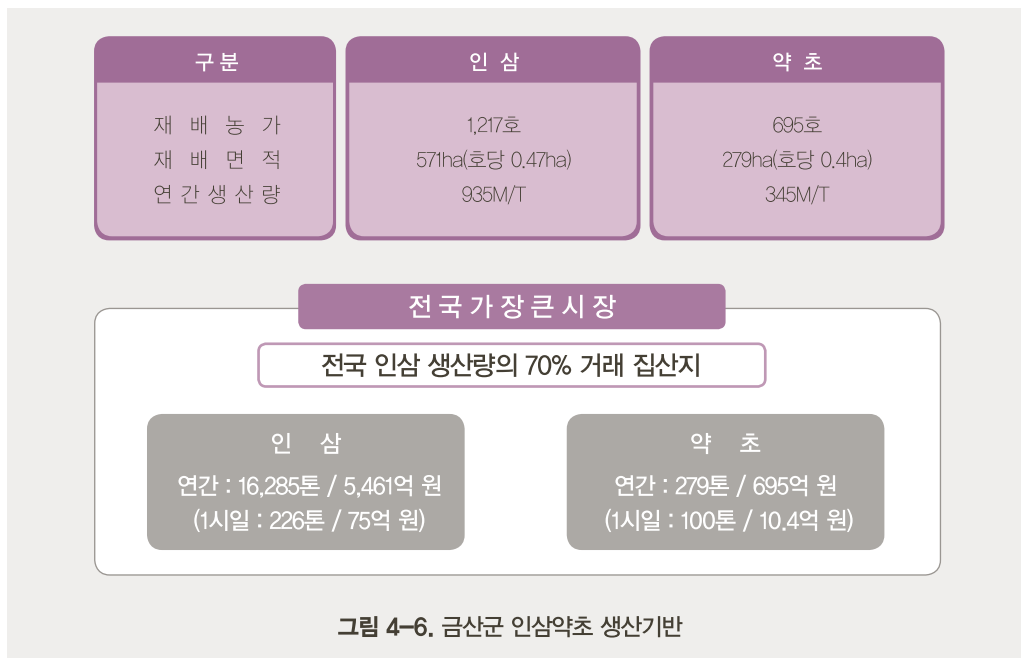 구분 인 삼 약 초
재 배 농 가 1,217호 695호
재 배 면 적 571ha(호당 0.47ha) 279ha(호당 0.4ha)
연 간 생 산 량 935M/T 345M/T
전 국 가 장 큰 시 장
전국 인삼 생산량의 70% 거래 집산지
인 삼
연간 : 16,285톤 / 5,461억 원
(1시일 : 226톤 / 75억 원)
약 초
연간 : 279톤 / 695억 원
(1시일 : 100톤 / 10.4억 원)
그림 4-6. 금산군 인삼약초 생산기반